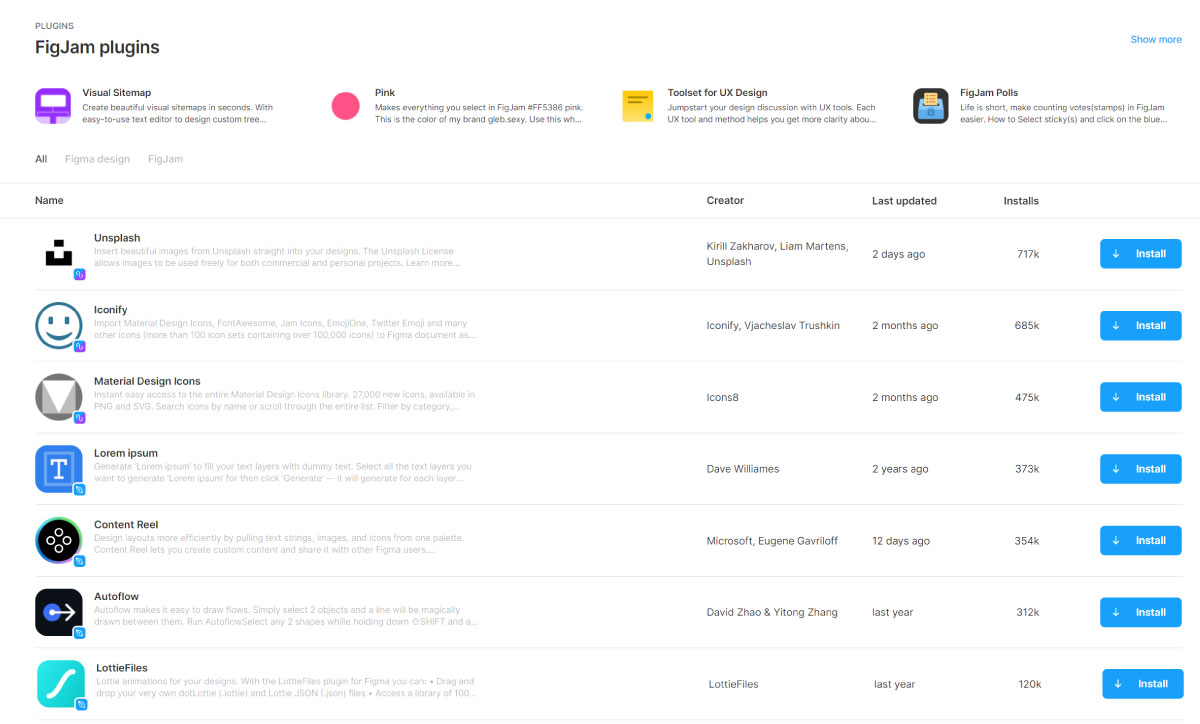 PLUGINS
FigJam plugins
Show more
Visual Sitemap
Create beautiful visual sitemaps in seconds. With
easy-to-use text editor to design custom tree...
Pink
Makes everything you select in FigJam #FF5386 pink.
This is the color of my brand gleb.sexy. Use this wh...
Toolset for UX Design
Jumpstart your design discussion with UX tools. Each
UX tool and method helps you get more clarity abou...
FigJam Polls
Life is short, make counting votes(stamps) in FigJam
easier. How to Select sticky(s) and click on the blue...
All Figma design FigJam
Name Creator Last updated Installs
Unsplash
Insert beautiful images from Unsplash straight into your designs. The Unsplash License
allows images to be used freely for both commercial and personal projects. Learn more...
Kirill Zakharov, Liam Martens,
Unsplash
2 days ago
717k
Install
Iconify
Import Material Design Icons, FontAwesome, Jam Icons, EmojiOne, Twitter Emoji and many
other icons (more than 100 icon sets containing over 100,000 icons) to Figma document as...
Iconify, Vjacheslav Trushkin
2 months ago
685k
Install
Material Design Icons
Instant easy access to the entire Material Design Icons library. 27,000 new icons, available in
PNG and SVG. Search icons by name or scroll through the entire list. Filter by category,...
Icons8
2 months ago
475k
Install
T
Lorem ipsum
Generate 'Lorem ipsum' to fill your text layers with dummy text. Select all the text layers you
want to generate 'Lorem ipsum' for then click 'Generate' — it will generate for each layer...
Dave Williames
2 years ago
373k
Install
Content Reel
Design layouts more efficiently by pulling text strings, images, and icons from one palette.
Content Reel lets you create custom content and share it with other Figma users....
Microsoft, Eugene Gavriloff
12 days ago
354k
Install
Autoflow
Autoflow makes it easy to draw flows. Simply select 2 objects and a line will be magically
drawn between them. Run AutoflowSelect any 2 shapes whille holding down ⇧SHIFT and a...
David Zhao & Yitong Zhang
last year
312k
Install
LottieFiles
Lottie animations for your designs. With the LottieFiles plugin for Figma you can: • Drag and
drop your very own dotLottie (.lottie) and Lottie JSON (.json) files • Access a library of 100...
LottieFiles
last year
120k
Install